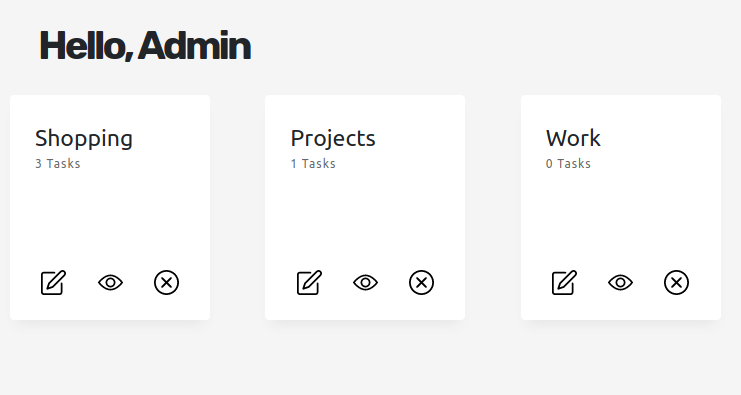 Hello, Admin
Shopping
3 Tasks
Projects
1 Tasks
Work
0 Tasks